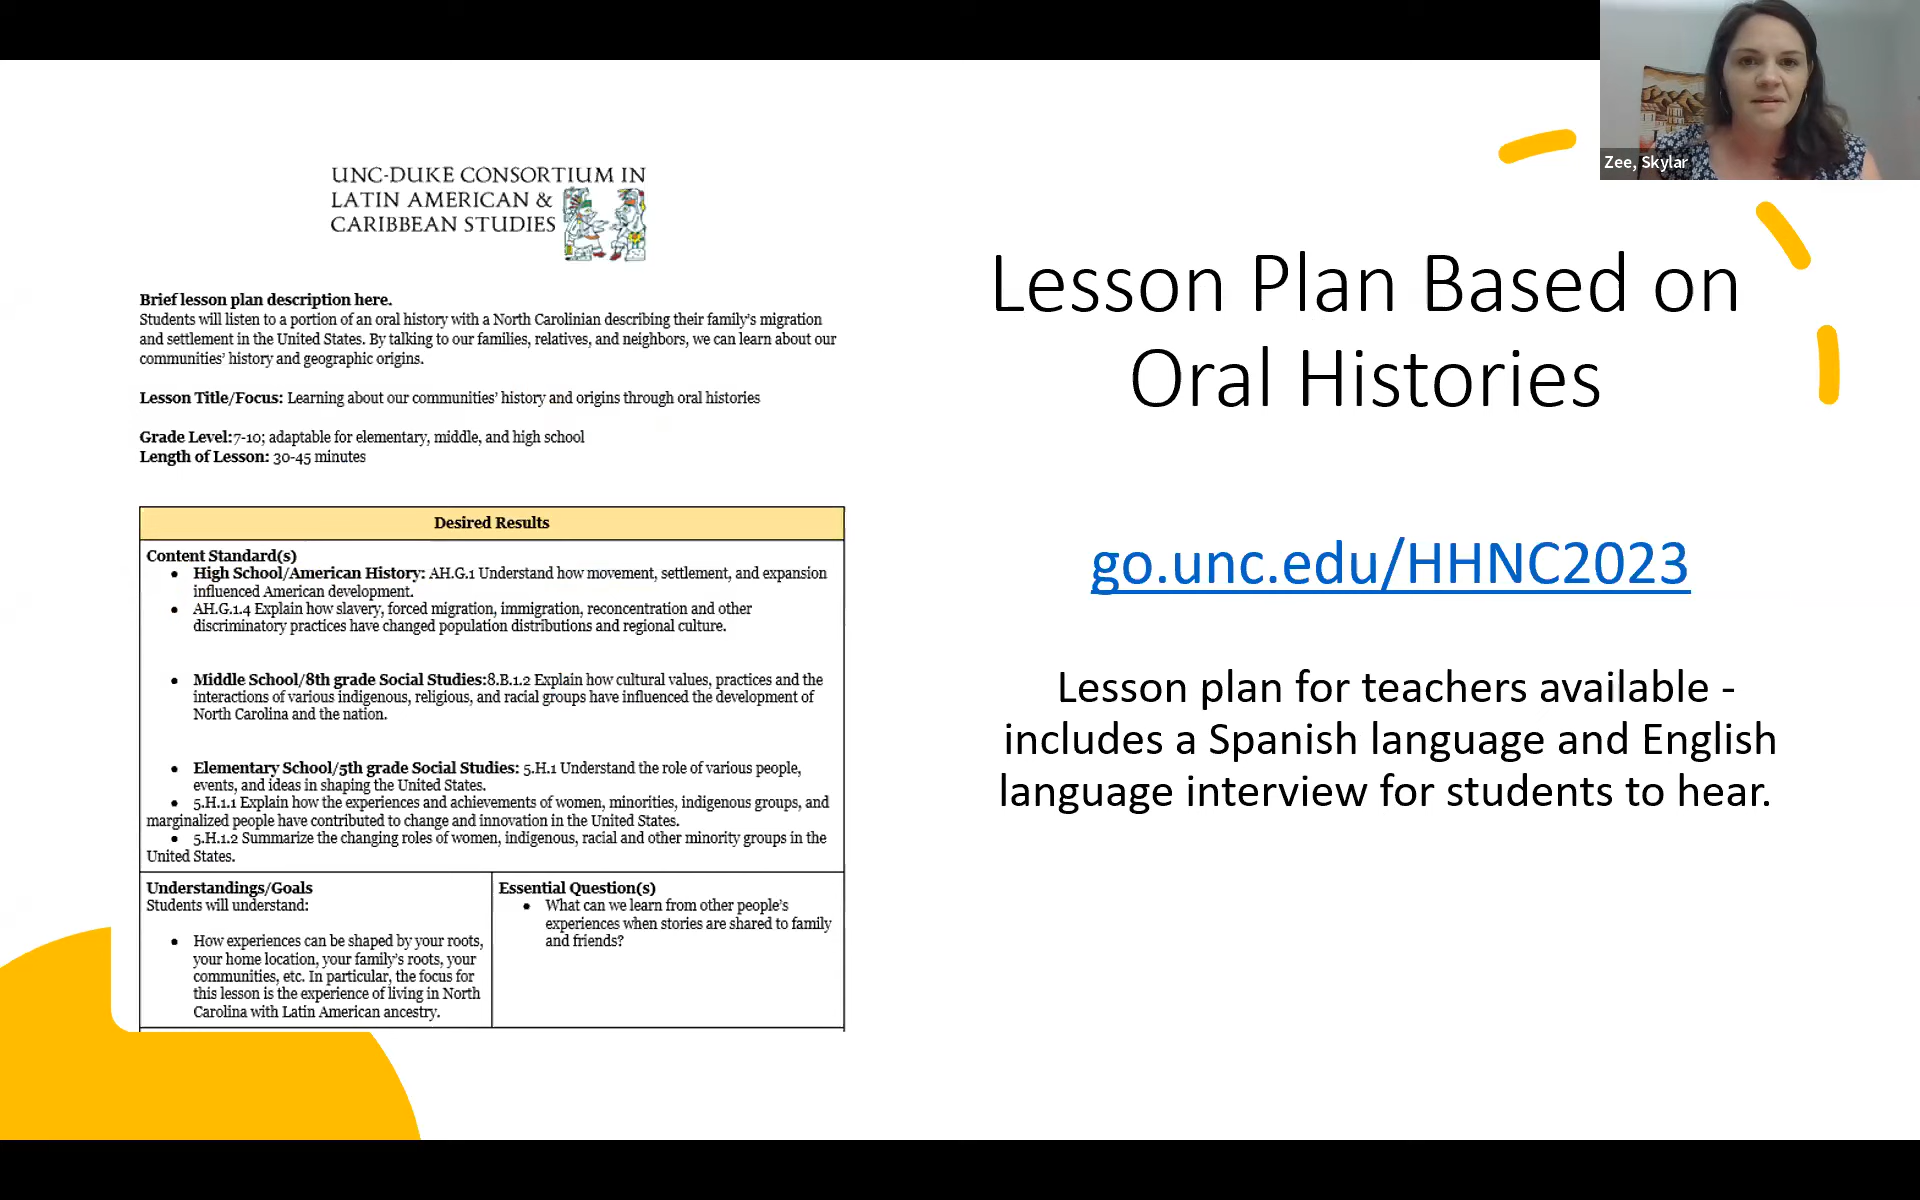 Zee, Skylar
UNC-DUKE CONSORTIUM IN
LATIN AMERICAN &
CARIBBEAN STUDIES
Brief lesson plan description here.
Students will listen to a portion of an oral history with a North Carolinian describing their family's migration
and settlement in the United States. By talking to our families, relatives, and neighbors, we can learn about our
communities' history and geographic origins.
Lesson Title/Focus: Learning about our communities' history and origins through oral histories
Grade Level:7-10; adaptable for elementary, middle, and high school
Length of Lesson: 30-45 minutes
Desired Results
Content Standard(s)
• High School/American History: AH.G.1 Understand how movement, settlement, and expansion
influenced American development.
• AH.G.1.4 Explain how slavery, forced migration, immigration, reconcentration and other
discriminatory practices have changed population distributions and regional culture.
• Middle School/8th grade Social Studies:8.B.1.2 Explain how cultural values, practices and the
interactions of various indigenous, religious, and racial groups have influenced the development of
North Carolina and the nation.
• Elementary School/5th grade Social Studies: 5.H.1 Understand the role of various people,
events, and ideas in shaping the United States.
• 5.H.1.1 Explain how the experiences and achievements of women, minorities, indigenous groups, and
marginalized people have contributed to change and innovation in the United States.
• 5.H.1.2 Summarize the changing roles of women, indigenous, racial and other minority groups in the
United States.
Understandings/Goals
Students will understand:
• How experiences can be shaped by your roots,
your home location, your family's roots, your
communities, etc. In particular, the focus for
this lesson is the experience of living in North
Carolina with Latin American ancestry.
Essential Question(s)
• What can we learn from other people's
experiences when stories are shared to family
and friends?
Lesson Plan Based on
Oral Histories
go.unc.edu/HHNC2023
Lesson plan for teachers available -
includes a Spanish language and English
language interview for students to hear.